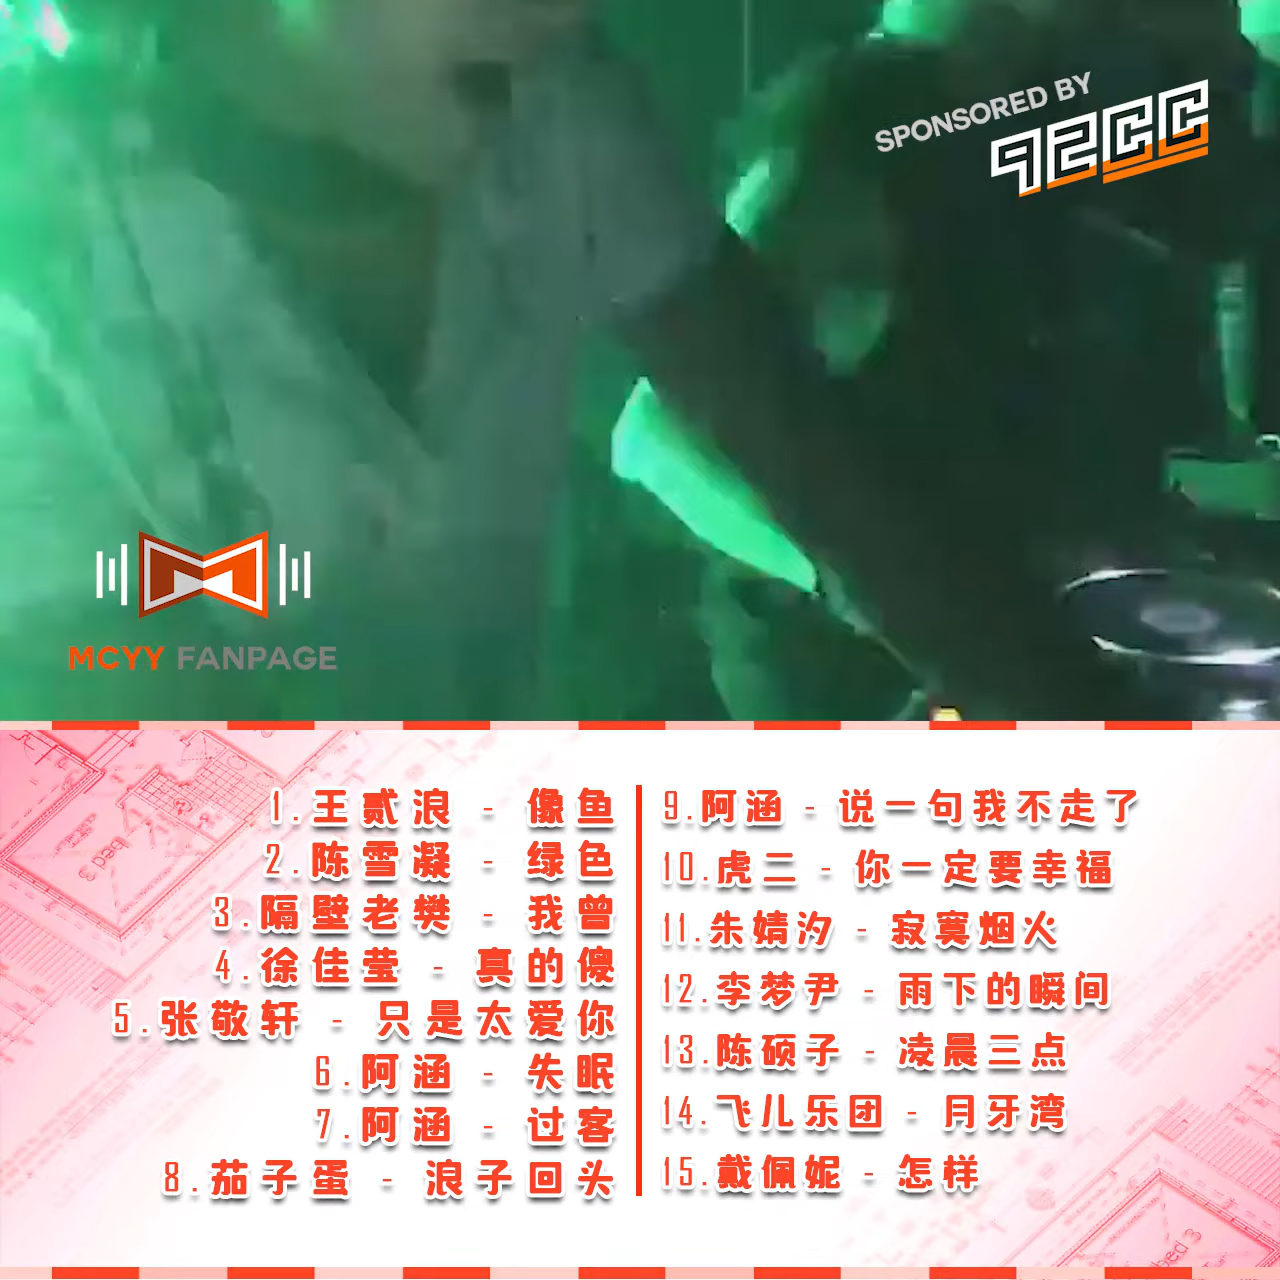 SPONSORED BY
92CC
MCYY FANPAGE
1.王贰浪 - 像鱼
2.陈雪凝 - 绿色
3.隔壁老樊 - 我曾
4.徐佳莹 - 真的傻
5.张敬轩 - 只是太爱你
6.阿涵 - 失眠
7.阿涵 - 过客
8.茄子蛋 - 浪子回头
9.阿涵 - 说一句我不走了
10.虎二 - 你一定要幸福
11.朱婧汐 - 寂寞烟火
12.李梦尹 - 雨下的瞬间
13.陈硕子 - 凌晨三点
14.飞儿乐团 - 月牙湾
15.戴佩妮 - 怎样